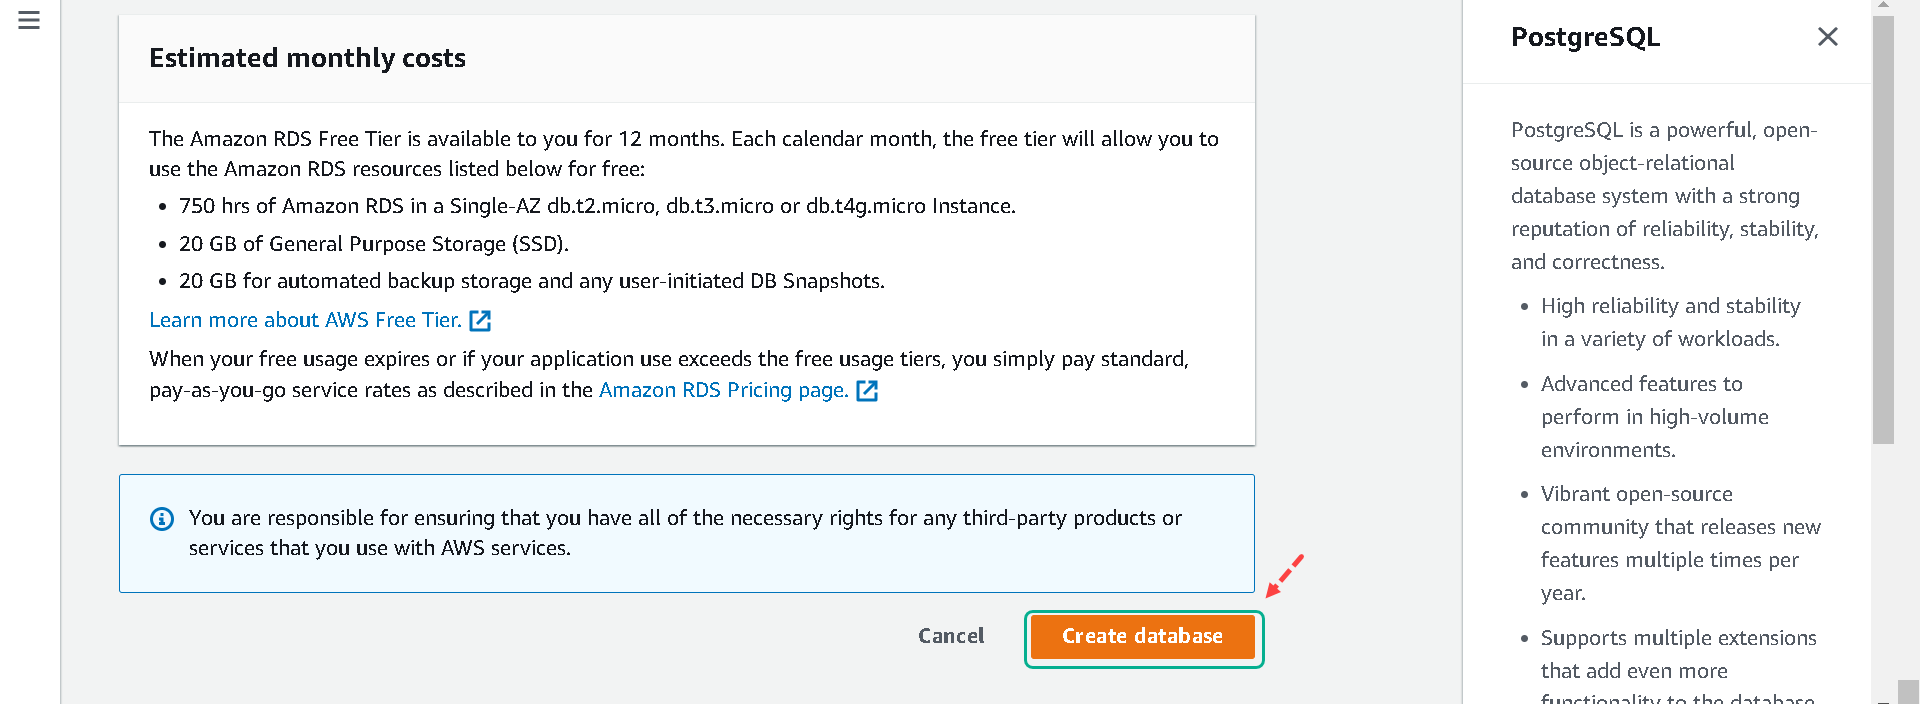 Estimated monthly costs
The Amazon RDS Free Tier is available to you for 12 months. Each calendar month, the free tier will allow you to
use the Amazon RDS resources listed below for free:
• 750 hrs of Amazon RDS in a Single-AZ db.t2.micro, db.t3.micro or db.t4g.micro Instance.
• 20 GB of General Purpose Storage (SSD).
• 20 GB for automated backup storage and any user-initiated DB Snapshots.
Learn more about AWS Free Tier.
When your free usage expires or if your application use exceeds the free usage tiers, you simply pay standard,
pay-as-you-go service rates as described in the Amazon RDS Pricing page.
You are responsible for ensuring that you have all of the necessary rights for any third-party products or
services that you use with AWS services.
Cancel
Create database
PostgreSQL
PostgreSQL is a powerful, open-
source object-relational
database system with a strong
reputation of reliability, stability,
and correctness.
• High reliability and stability
in a variety of workloads.
• Advanced features to
perform in high-volume
environments.
• Vibrant open-source
community that releases new
features multiple times per
year.
• Supports multiple extensions
that add even more
functionality to the database